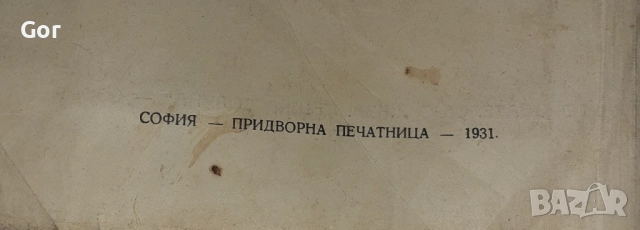 Gor
СОФИЯ — ПРИДВОРНА ПЕЧАТНИЦА — 1931.
BAZAR